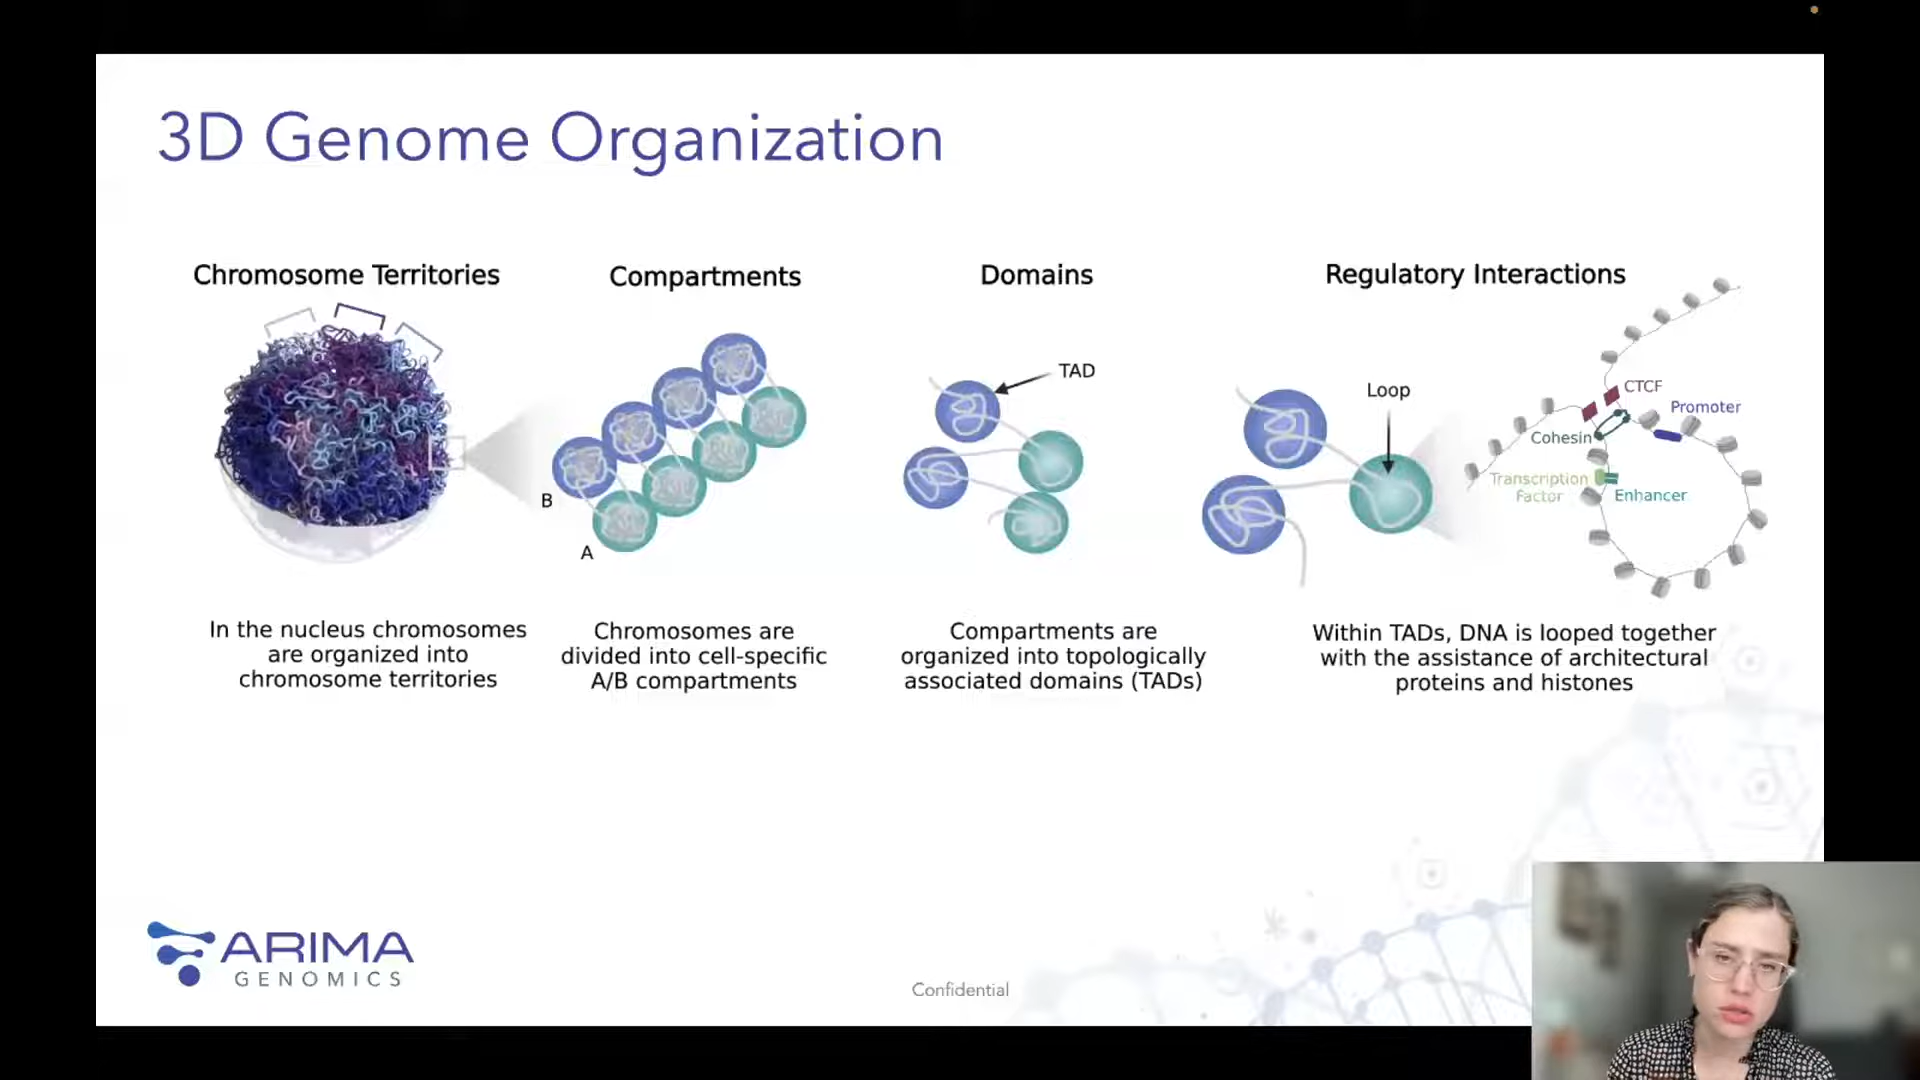 3D Genome Organization
Chromosome Territories
Compartments
Domains
Regulatory Interactions
B
A
TAD
Loop
CTCF
Promoter
Cohesin
Transcription
factor
Enhancer
In the nucleus chromosomes
are organized into
chromosome territories
Chromosomes are
divided into cell-specific
A/B compartments
Compartments are
organized into topologically
associated domains (TADs)
Within TADs, DNA is looped together
with the assistance of architectural
proteins and histones
ARIMA
GENOMICS
Confidential